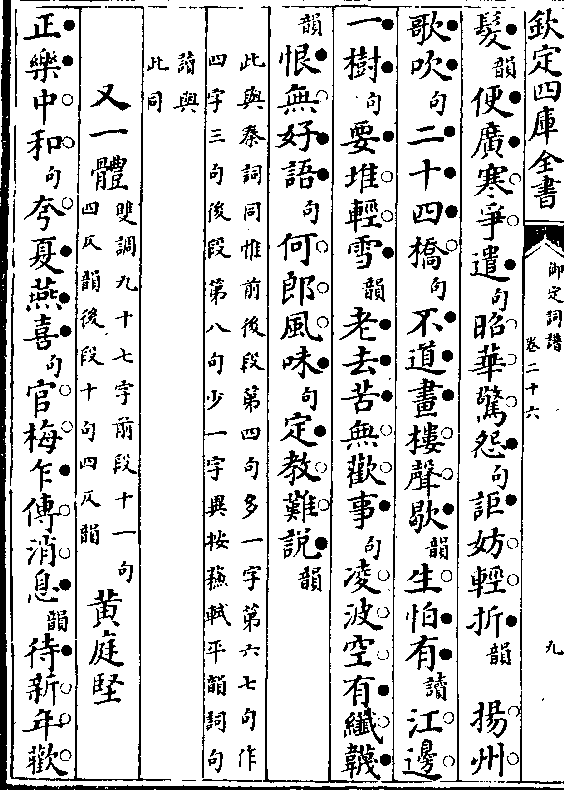 欽定四庫全書
御定詞譜
卷二十六
九
髮韻便廣寒爭遣句昭華驚怨句詎妨輕折韻 揚州
歌吹句二十四橋句不道畫樓聲歇韻生怕有讀江邊
一樹句要堆輕雪韻老去苦無歡事句凌波空有纖韈
韻恨無好語句何郎風味句定教難說韻
此與秦詞同惟前後段第四句多一字第六七句作
四字三句後段第八句少一字異按蘇軾平韻詞句
讀與
此同
又一體 雙調九十七字前段十一句
四仄韻後段十句四仄韻 黃庭堅
正樂中和句夸夏燕喜句官梅乍傳消息韻待新年歡